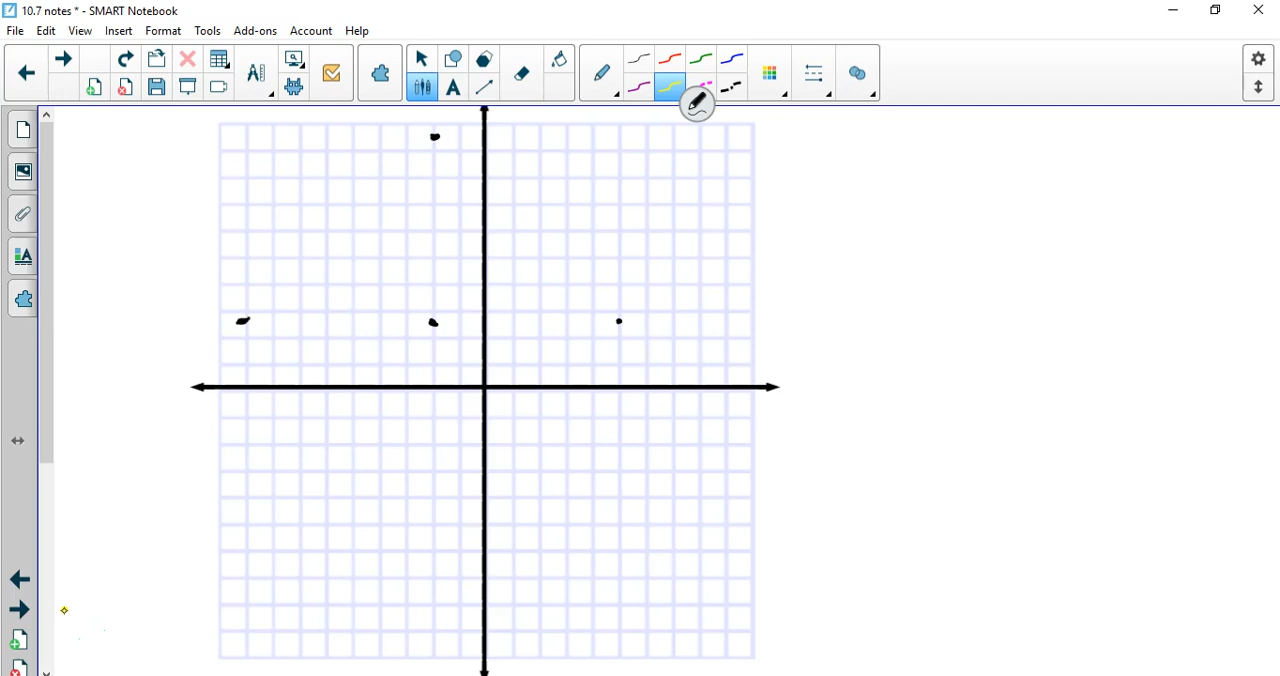 10.7 notes * - SMART Notebook
File Edit View Insert Format Tools Add-ons Account Help
A
A